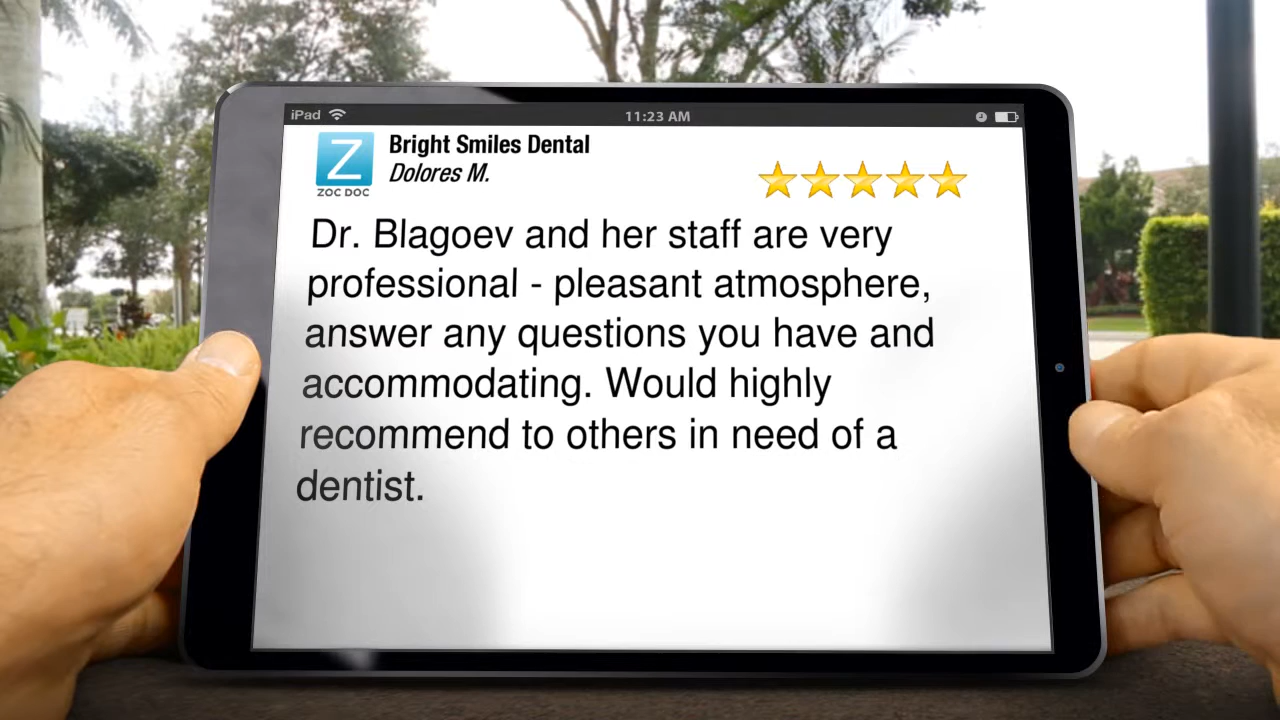 iPad 11:23 AM
Z
ZOC DOC
Bright Smiles Dental
Dolores M.
Dr. Blagoev and her staff are very
professional - pleasant atmosphere,
answer any questions you have and
accommodating. Would highly
recommend to others in need of a
dentist.